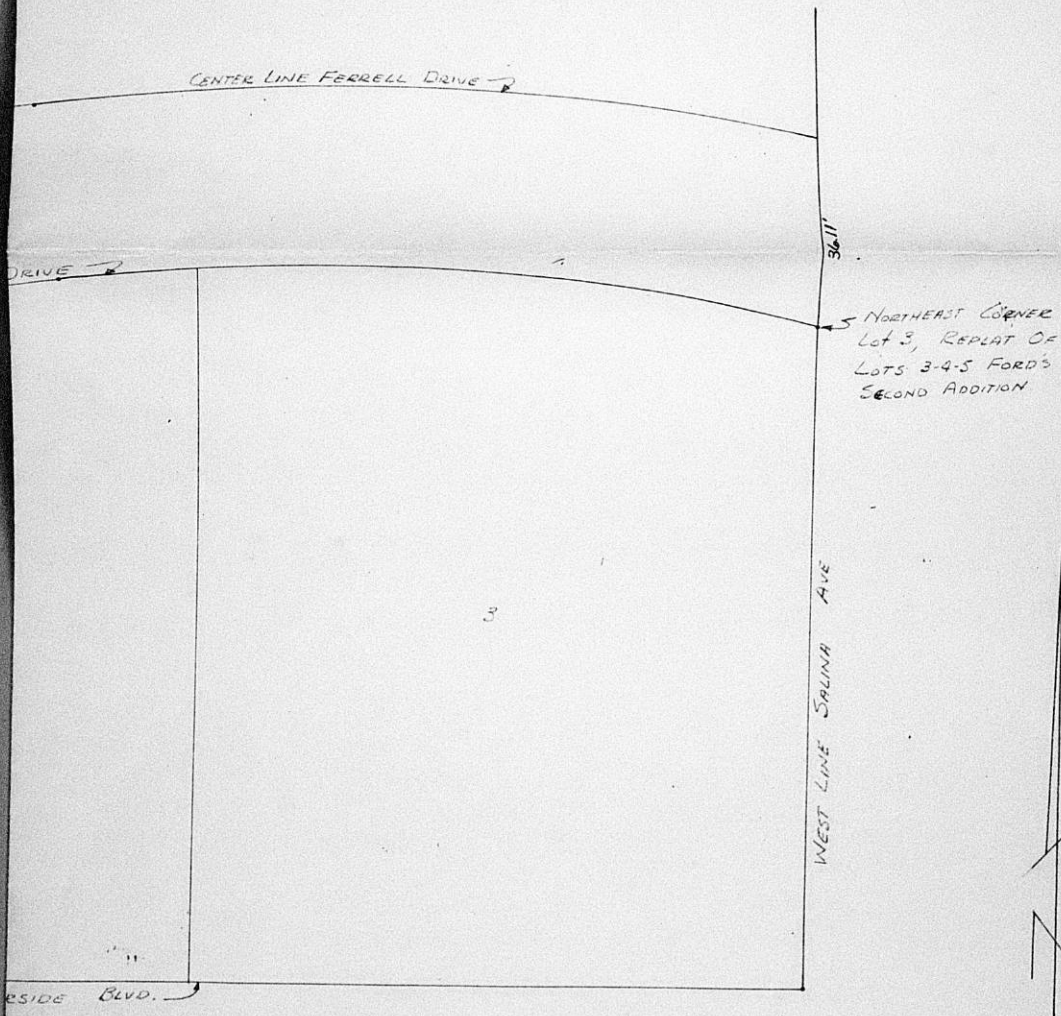 CENTER LINE FERRELL DRIVE
36.11'
DRIVE
NORTHEAST CORNER
Lot 3, REPLAT OF
LOTS 3-4-5 FORD'S
SECOND ADDITION
WEST LINE SALINA AVE
3
ERSIDE BLVD.